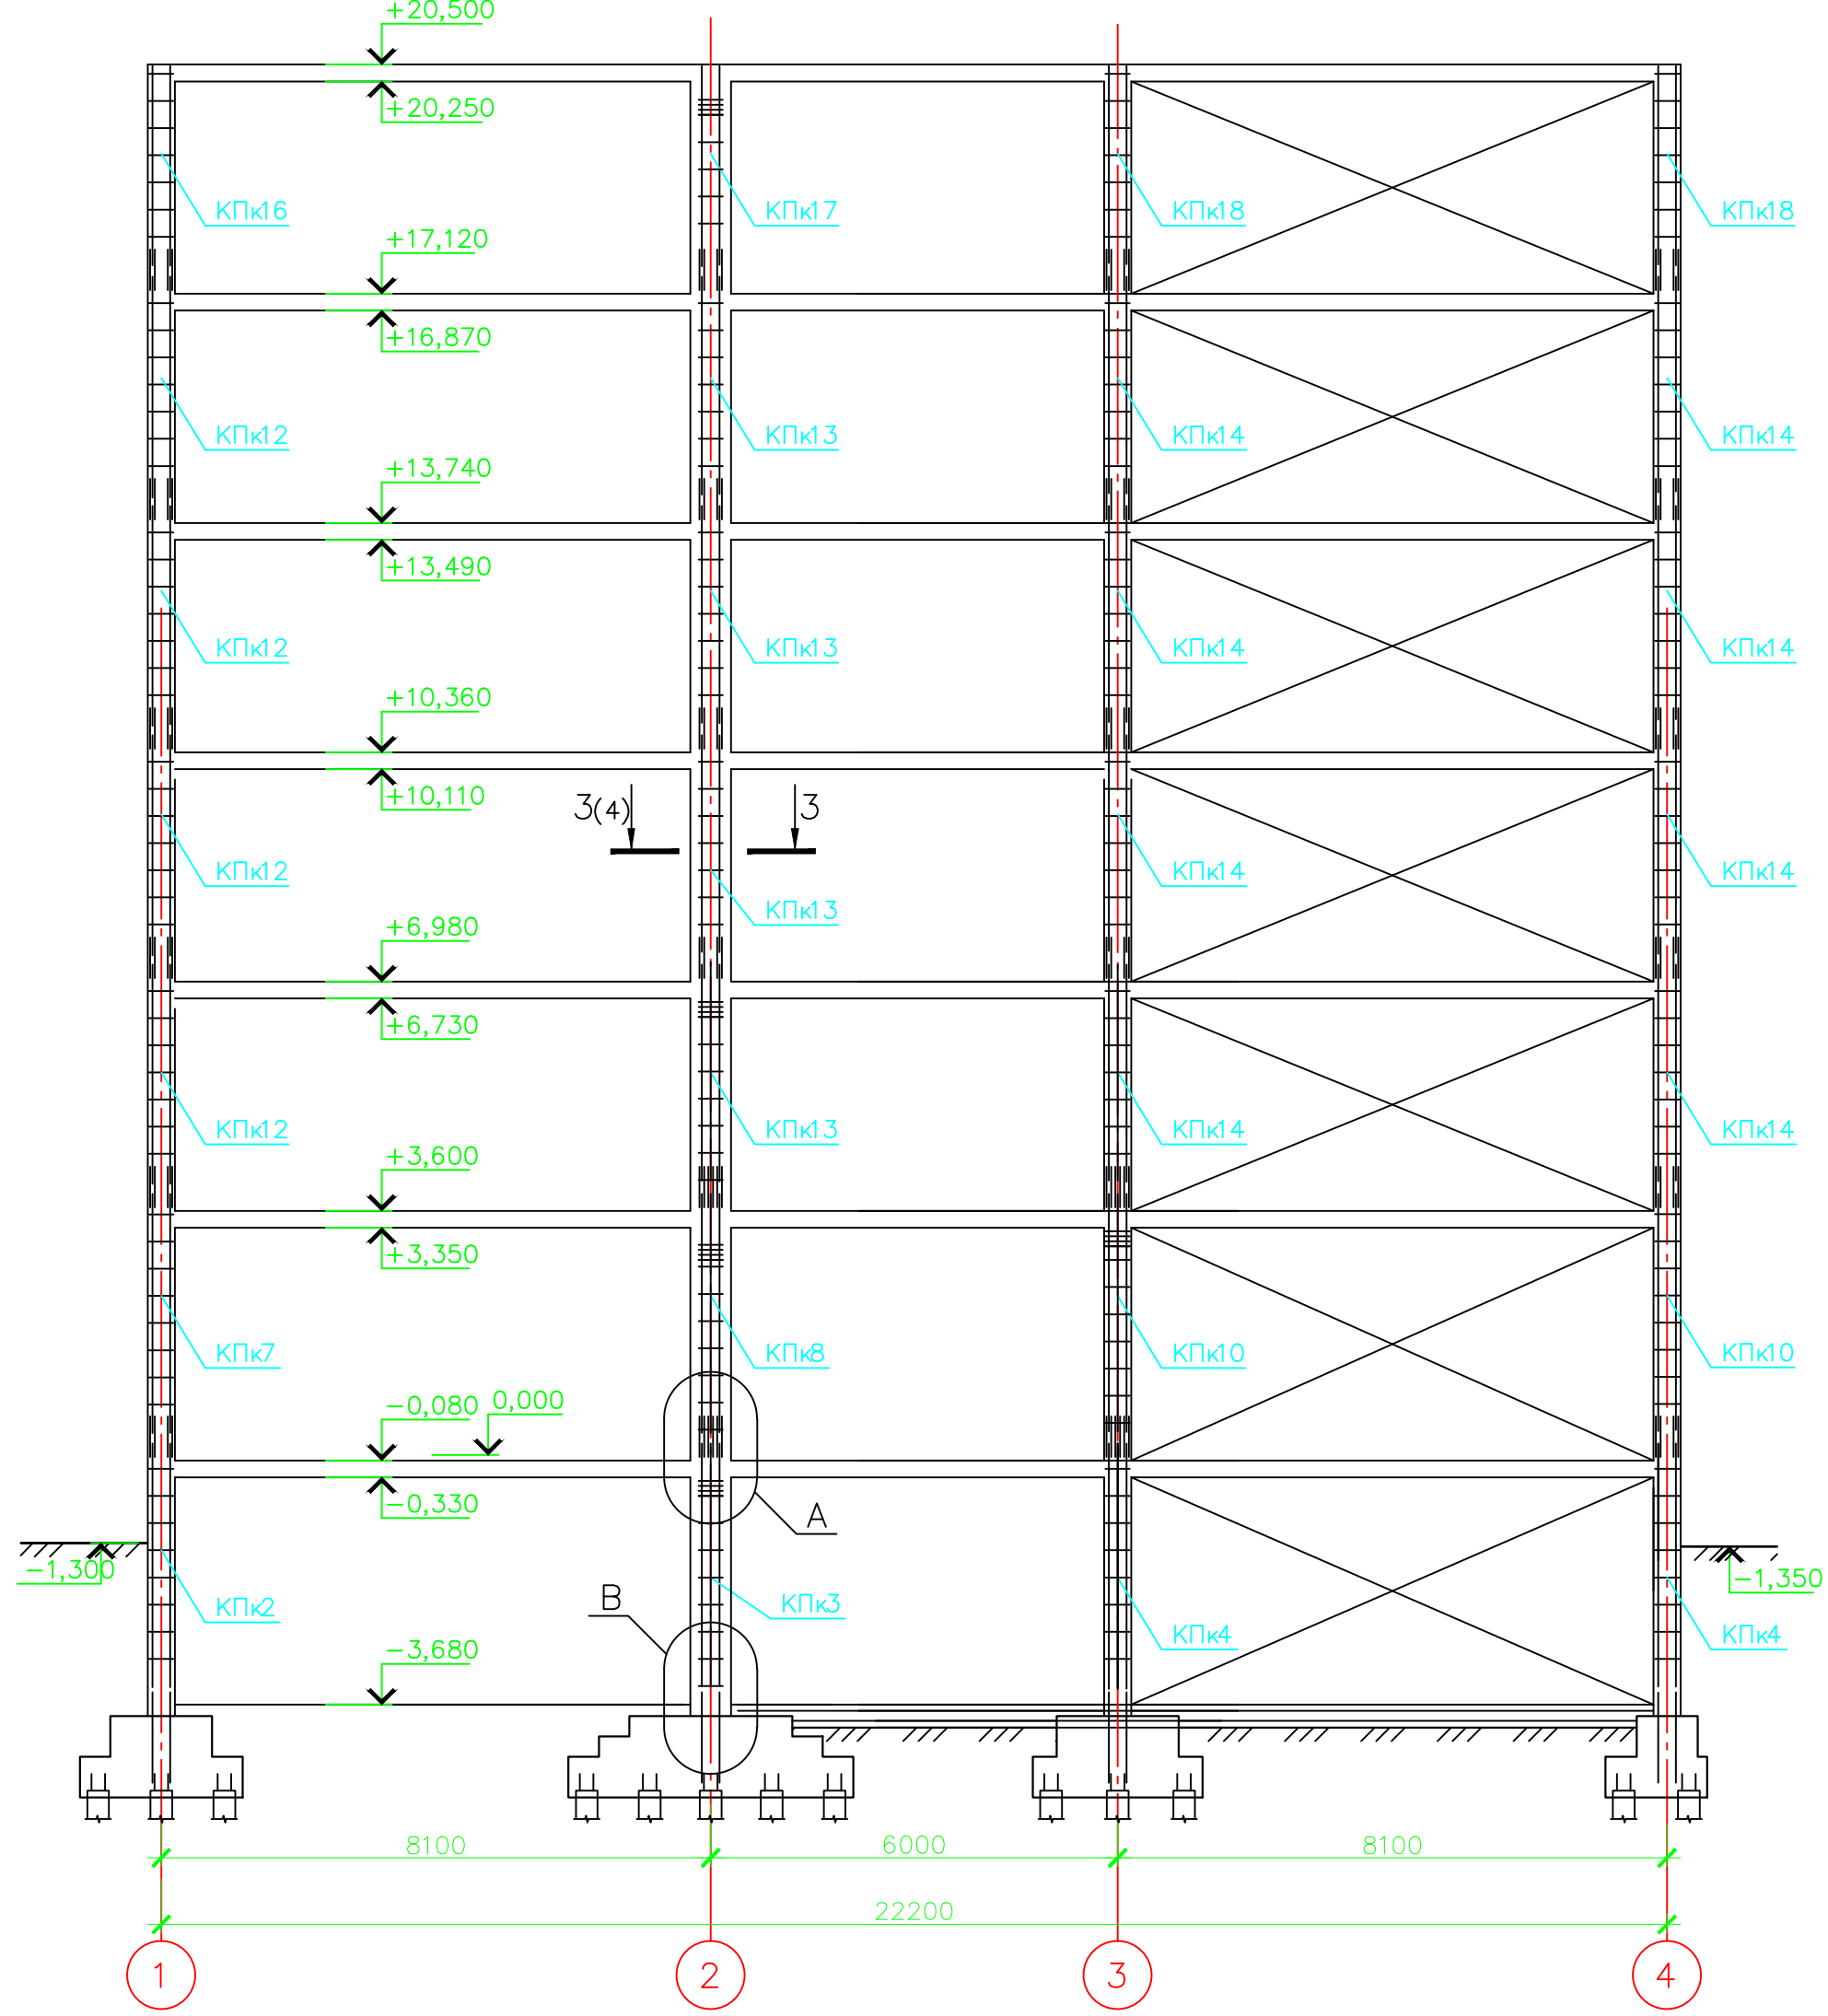 +20,500
+20,250
КПк16 КПк17 КПк18 КПк18
+17,120
+16,870
КПк12 КПк13 КПк14 КПк14
+13,740
+13,490
КПк12 КПк13 КПк14 КПк14
+10,360
+10,110
3(4) 3
КПк12 КПк14 КПк14
КПк13
+6,980
+6,730
КПк12 КПк13 КПк14 КПк14
+3,600
+3,350
КПк7 КПк8 КПк10 КПк10
-0,080 0,000
-0,330
А
-1,300 -1,350
КПк2 В КПк3
КПк4 КПк4
-3,680
8100 6000 8100
22200
1 2 3 4